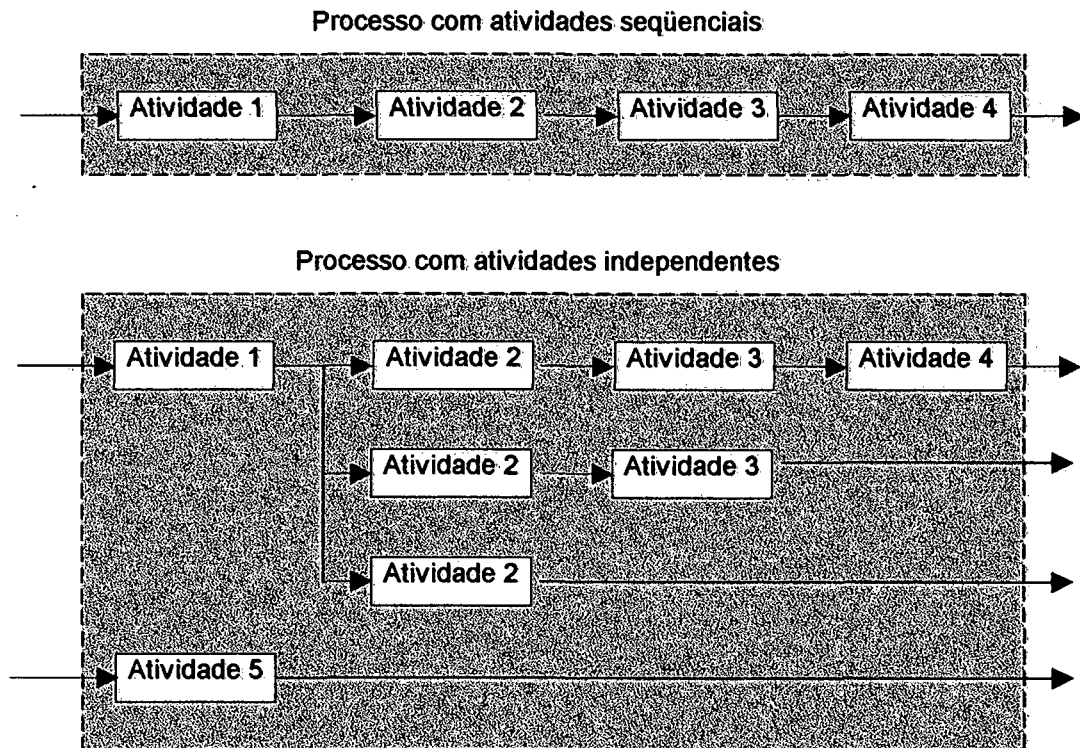 Processo com atividades seqüenciais
Atividade 1 Atividade 2 Atividade 3 Atividade 4
Processo com atividades independentes
Atividade 1 Atividade 2 Atividade 3 Atividade 4
Atividade 2 Atividade 3
Atividade 2
Atividade 5